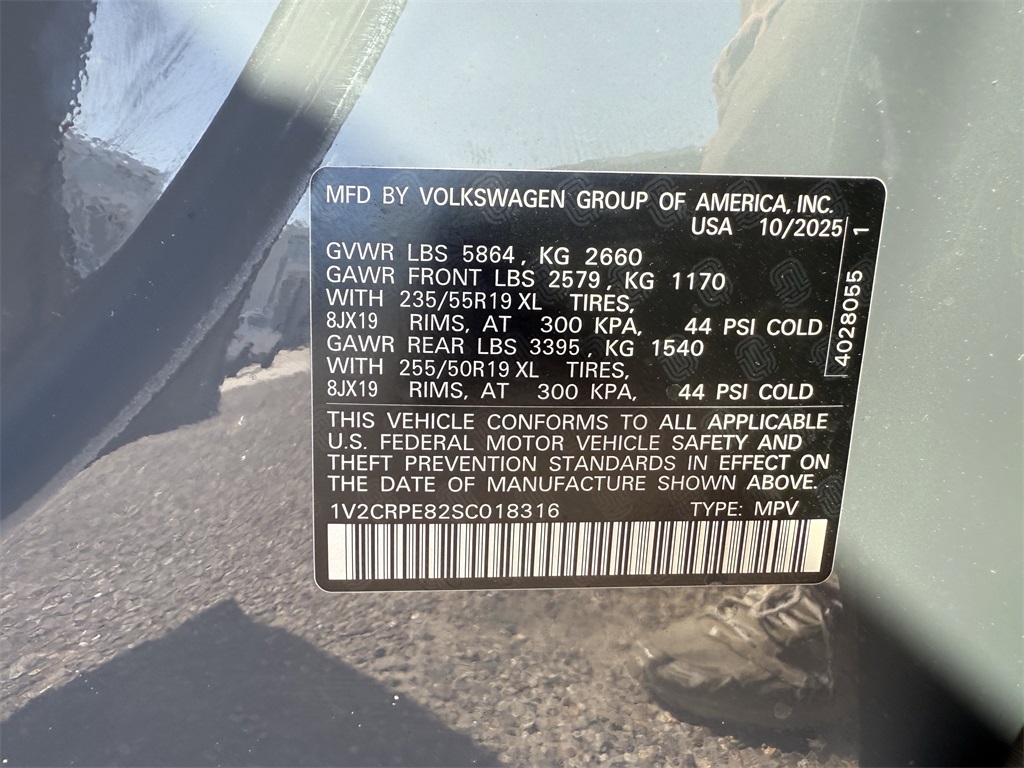 MFD BY VOLKSWAGEN GROUP OF AMERICA, INC.
USA 10/2025
GVWR LBS 5864, KG 2660
GAWR FRONT LBS 2579, KG 1170
WITH 235/55R19 XL TIRES,
8JX19 RIMS, AT 300 KPA, 44 PSI COLD
GAWR REAR LBS 3395, KG 1540
WITH 255/50R19 XL TIRES,
8JX19 RIMS, AT 300 KPA, 44 PSI COLD
4028055 1
THIS VEHICLE CONFORMS TO ALL APPLICABLE
U.S. FEDERAL MOTOR VEHICLE SAFETY AND
THEFT PREVENTION STANDARDS IN EFFECT ON
THE DATE OF MANUFACTURE SHOWN ABOVE.
1V2CRPE82SC018316 TYPE: MPV